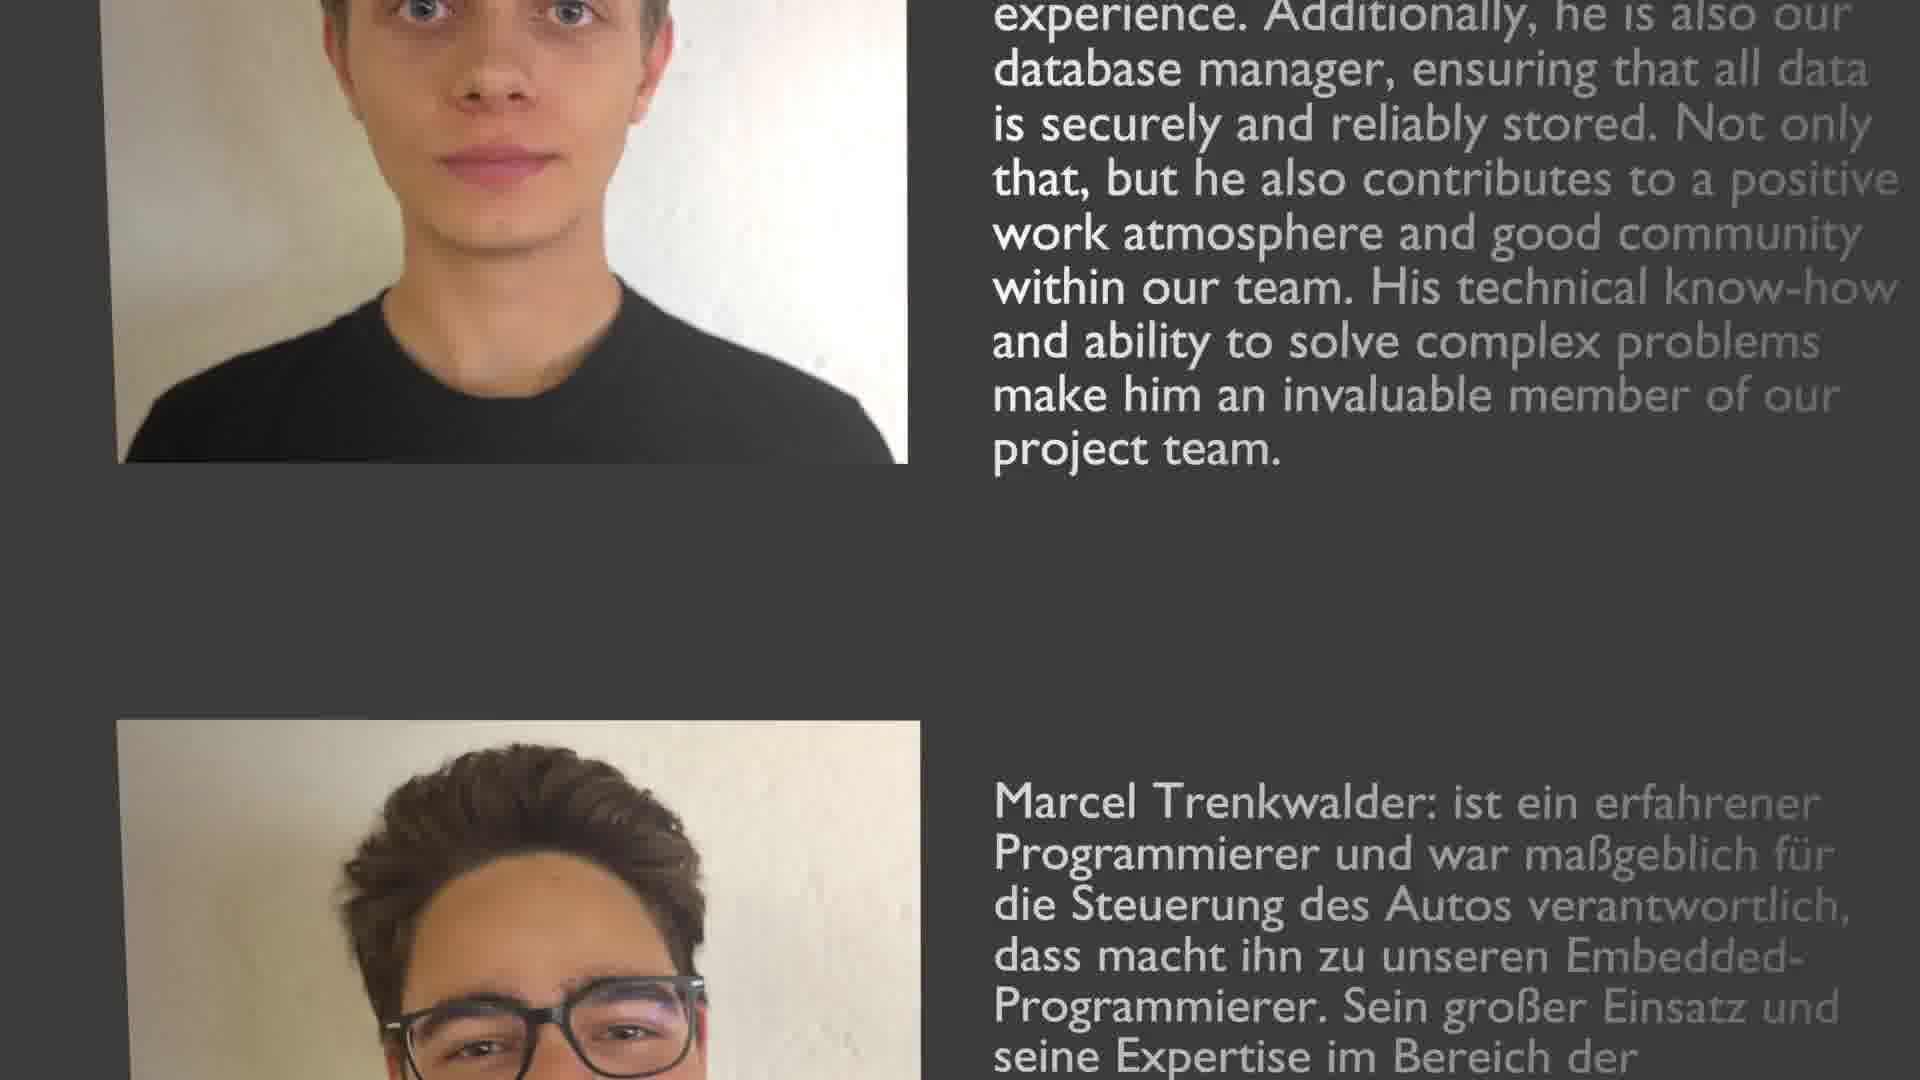 experience. Additionally, he is also our
database manager, ensuring that all data
is securely and reliably stored. Not only
that, but he also contributes to a positive
work atmosphere and good community
within our team. His technical know-how
and ability to solve complex problems
make him an invaluable member of our
project team.
Marcel Trenkwalder: ist ein erfahrener
Programmierer und war maßgeblich für
die Steuerung des Autos verantwortlich,
dass macht ihn zu unseren Embedded-
Programmierer. Sein großer Einsatz und
seine Expertise im Bereich der